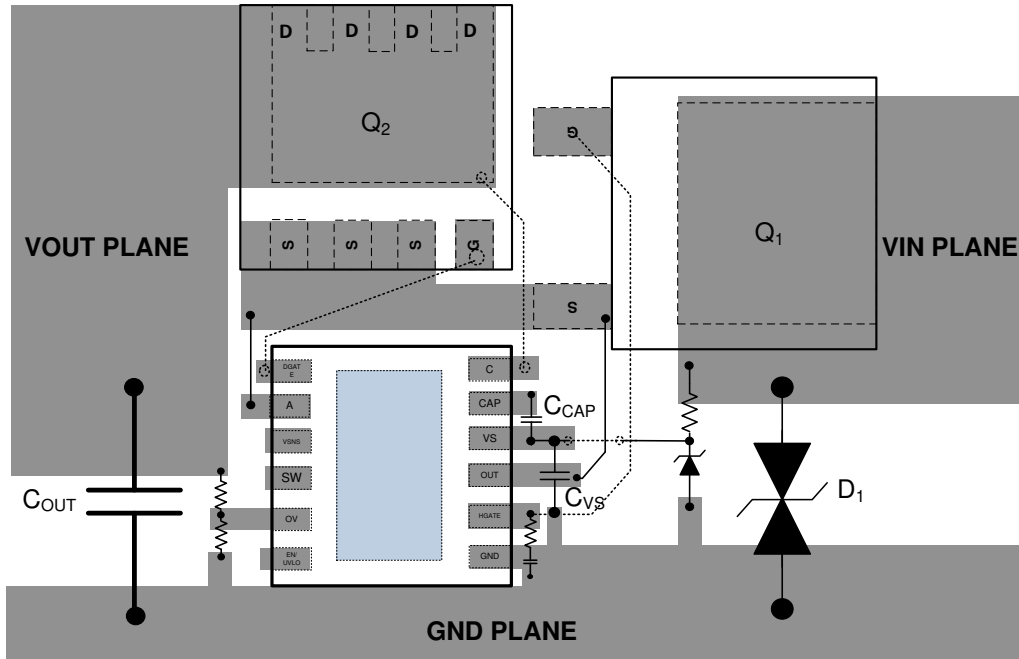 D D D D
Q2
G
S S S G
Q1
VOUT PLANE
VIN PLANE
S
DGAT
E
C
A
CAP
CCAP
VSNS
VS
SW
OUT
COUT
CVS
D1
OV
HGATE
EN/
UVLO
GND
GND PLANE